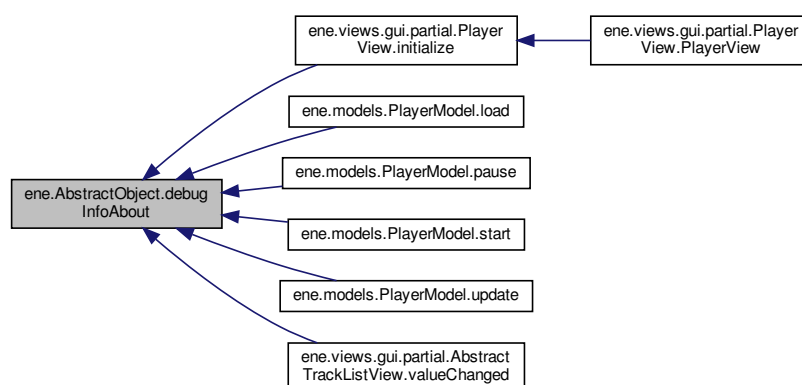 ene.views.gui.partial.Player
View.initialize
ene.views.gui.partial.Player
View.PlayerView
ene.models.PlayerModel.load
ene.models.PlayerModel.pause
ene.AbstractObject.debug
InfoAbout
ene.models.PlayerModel.start
ene.models.PlayerModel.update
ene.views.gui.partial.Abstract
TrackListView.valueChanged